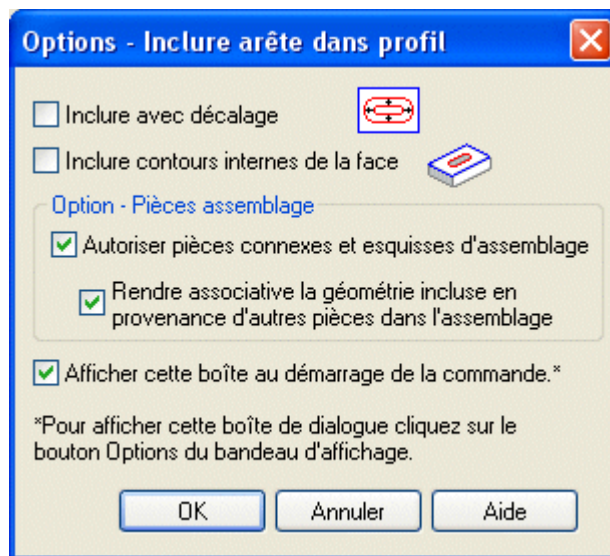 Options - Inclure arête dans profil
Inclure avec décalage
Inclure contours internes de la face
Option - Pièces assemblage
Autoriser pièces connexes et esquisses d'assemblage
Rendre associative la géométrie incluse en
provenance d'autres pièces dans l'assemblage
Afficher cette boîte au démarrage de la commande.*
*Pour afficher cette boîte de dialogue cliquez sur le
bouton Options du bandeau d'affichage.
OK
Annuler
Aide